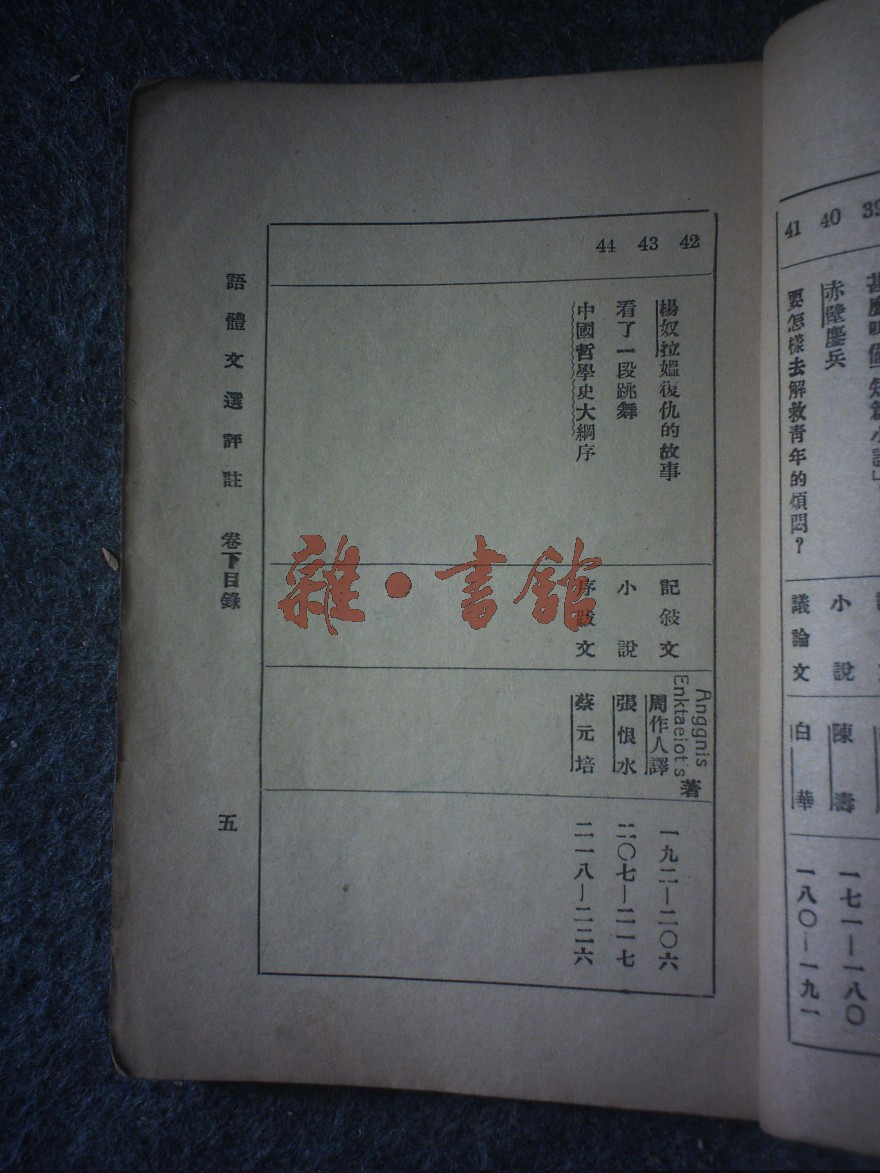 39
40 赤壁鏖兵 小說 陳壽 一七一—一八〇
41 要怎樣去解救青年的煩悶? 議論文 白華 一八〇—一九一
42 楊奴拉媼復仇的故事 記敍文 Anggnis Enktaeiot's 著 周作人譯 一九二—二〇六
43 看了一段跳舞 小說 張恨水 二〇七—二一七
44 中國哲學史大綱序 序跋文 蔡元培 二一八—二二六
語體文選評註 卷下目錄 五
雜·書館